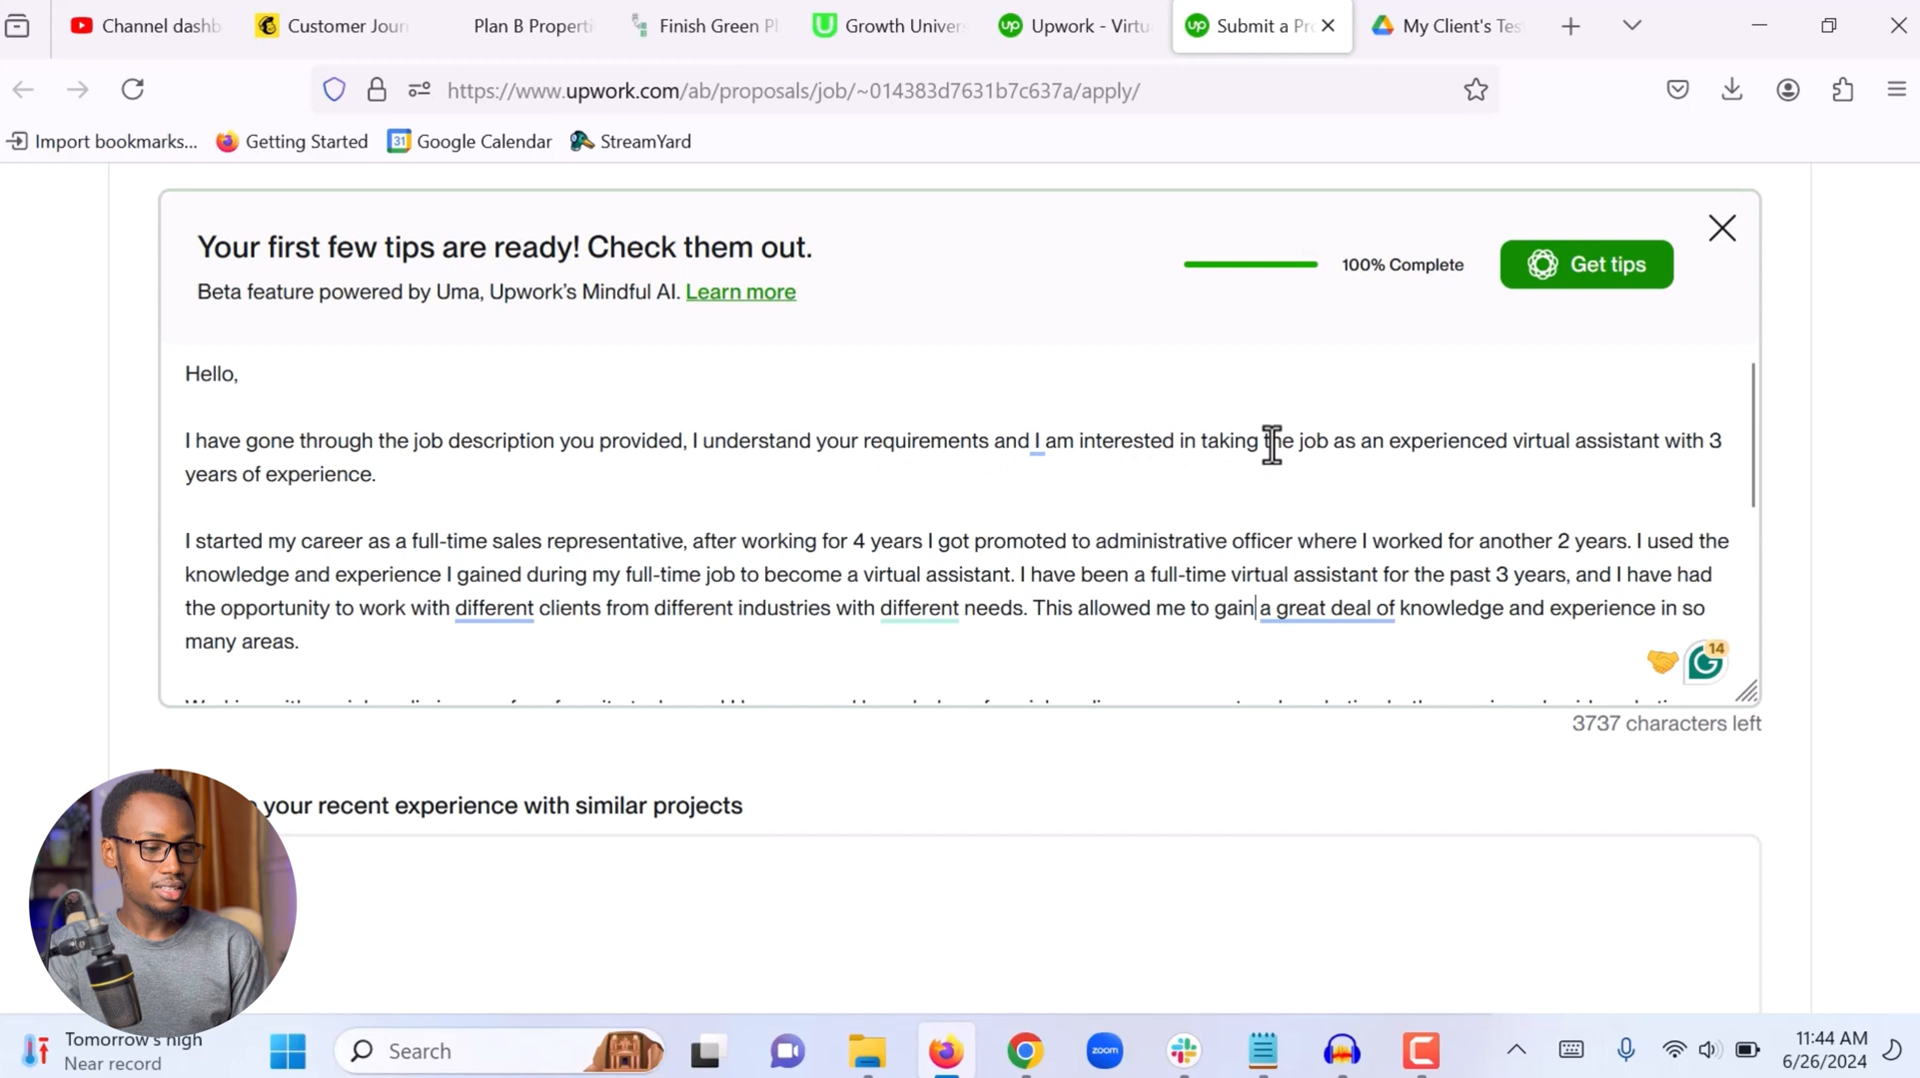 Channel dashb
Customer Jour
Plan B Properti
Finish Green Pl
Growth Univer
Upwork - Virtu
Submit a Pr
My Client's Tes
https://www.upwork.com/ab/proposals/job/~014383d7631b7c637a/apply/
Import bookmarks...
Getting Started
31
Google Calendar
StreamYard
Your first few tips are ready! Check them out.
Beta feature powered by Uma, Upwork's Mindful AI. Learn more
100% Complete
Get tips
Hello,
I have gone through the job description you provided, I understand your requirements and I am interested in taking the job as an experienced virtual assistant with 3
years of experience.
I started my career as a full-time sales representative, after working for 4 years I got promoted to administrative officer where I worked for another 2 years. I used the
knowledge and experience I gained during my full-time job to become a virtual assistant. I have been a full-time virtual assistant for the past 3 years, and I have had
the opportunity to work with different clients from different industries with different needs. This allowed me to gain a great deal of knowledge and experience in so
many areas.
14
3737 characters left
your recent experience with similar projects
Tomorrow's high
Near record
Search
zoom
11:44 AM
6/26/2024